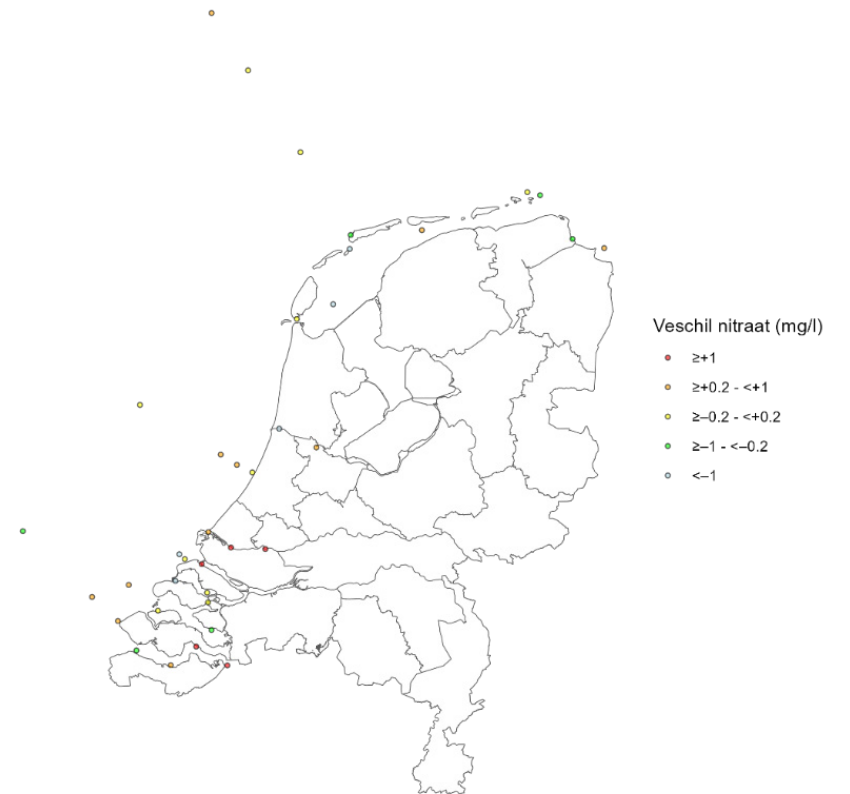 Veschil nitraat (mg/l)
≥+1
≥+0.2 - <+1
≥–0.2 - <+0.2
≥–1 - <–0.2
<–1